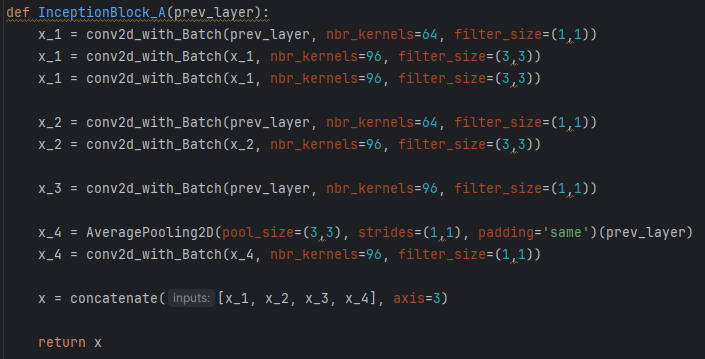 def InceptionBlock_A(prev_layer):
    x_1 = conv2d_with_Batch(prev_layer, nbr_kernels=64, filter_size=(1,1))
    x_1 = conv2d_with_Batch(x_1, nbr_kernels=96, filter_size=(3,3))
    x_1 = conv2d_with_Batch(x_1, nbr_kernels=96, filter_size=(3,3))

    x_2 = conv2d_with_Batch(prev_layer, nbr_kernels=64, filter_size=(1,1))
    x_2 = conv2d_with_Batch(x_2, nbr_kernels=96, filter_size=(3,3))

    x_3 = conv2d_with_Batch(prev_layer, nbr_kernels=96, filter_size=(1,1))

    x_4 = AveragePooling2D(pool_size=(3,3), strides=(1,1), padding='same')(prev_layer)
    x_4 = conv2d_with_Batch(x_4, nbr_kernels=96, filter_size=(1,1))

    x = concatenate( inputs: [x_1, x_2, x_3, x_4], axis=3)

    return x